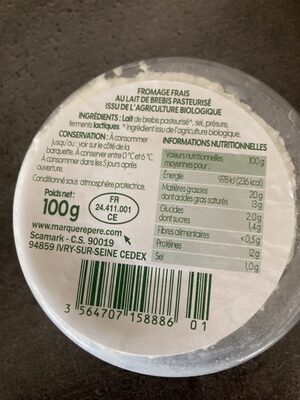 FROMAGE FRAIS
AU LAIT DE BREBIS PASTEURISÉ
ISSU DE L'AGRICULTURE BIOLOGIQUE
INGRÉDIENTS : Lait de brebis pasteurisé*, sel, présure,
ferments lactiques. * ingrédient issu de l'agriculture biologique.
CONSERVATION : À consommer
jusqu'au : voir sur le côté de la
barquette. À conserver entre 0 °C et 6 °C.
À consommer dans les 5 jours après
ouverture.
Conditionné sous atmosphère protectrice.
Poids net :
100g
FR
24.411.001
CE
www.marquerepere.com
Scamark - C.S. 90019
94859 IVRY-SUR-SEINE CEDEX
INFORMATIONS NUTRITIONNELLES
Valeurs nutritionnelles
moyennes pour : 100 g
Énergie 978 kJ (236 kcal)
Matières grasses 20 g
dont acides gras saturés 13 g
Glucides 2,0 g
dont sucres 1,4 g
Fibres alimentaires <0,5 g
Protéines 12 g
Sel 1,0 g
3 564707 158886 01